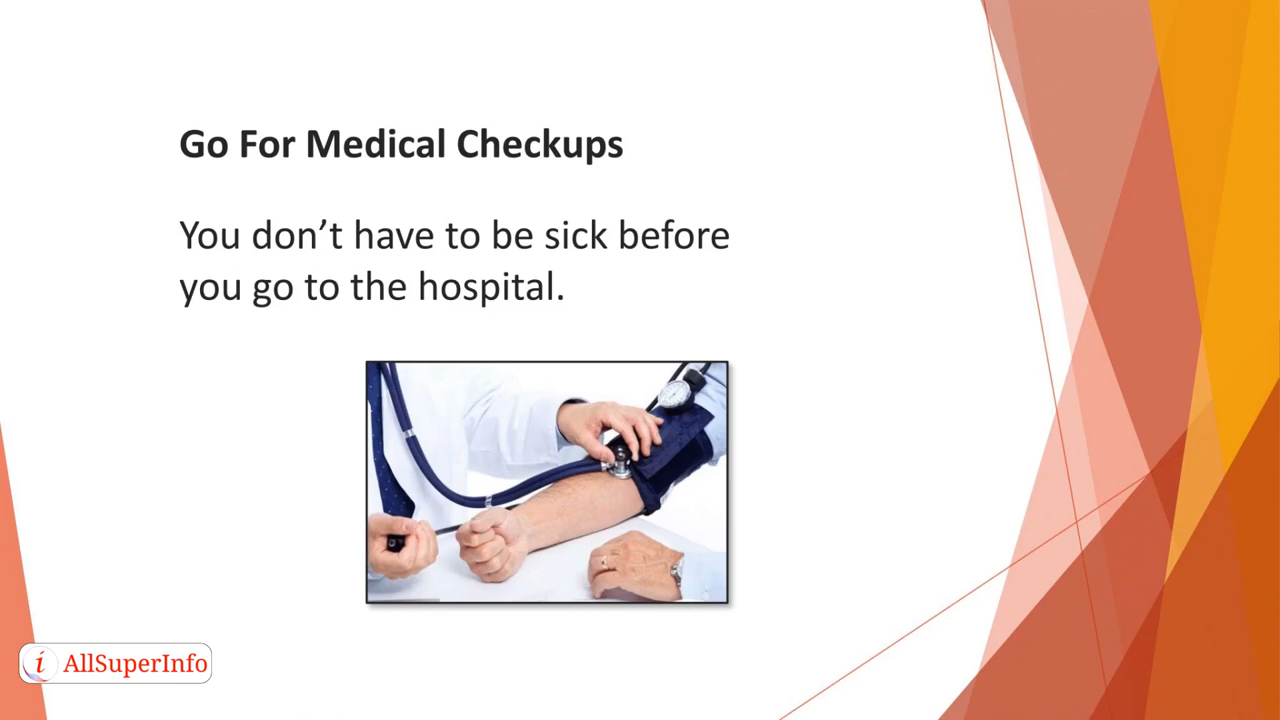 Go For Medical Checkups
You don’t have to be sick before
you go to the hospital.
i AllSuperInfo